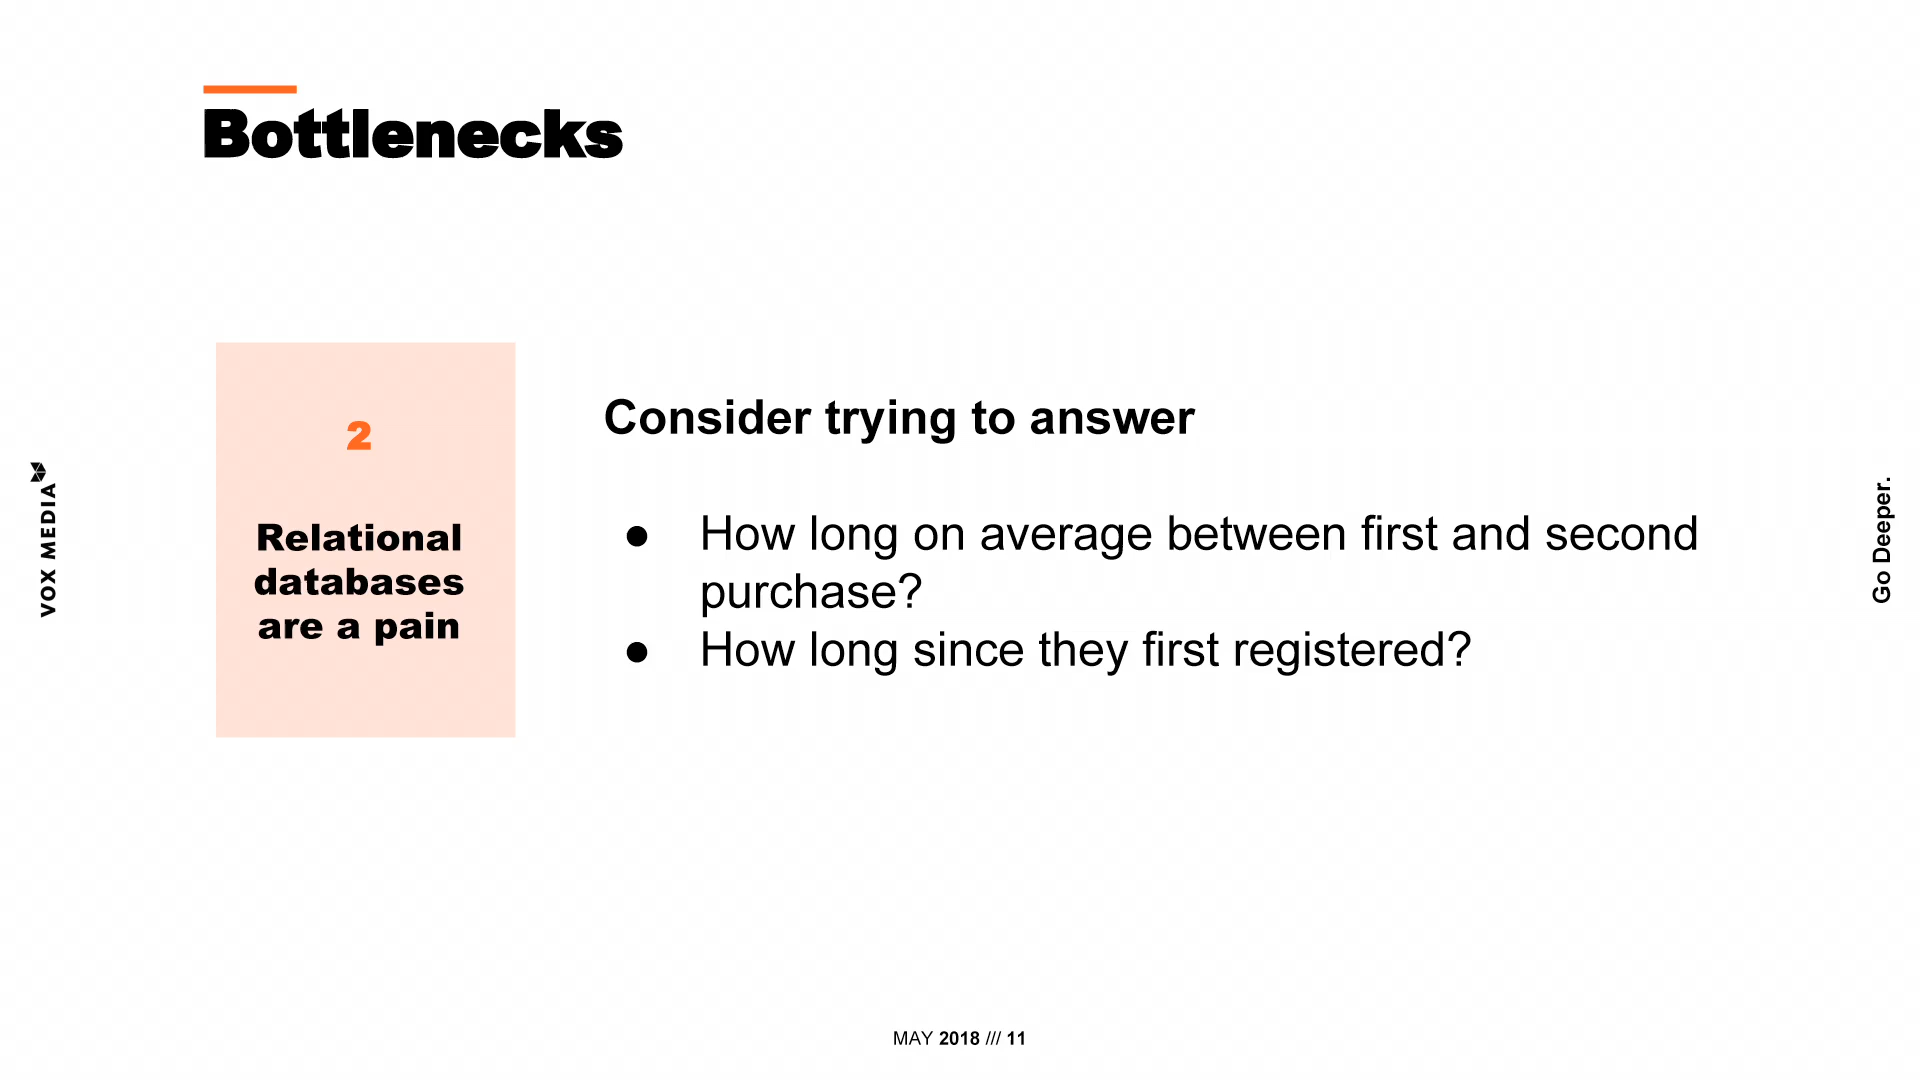 Bottlenecks
2
Relational
databases
are a pain
Consider trying to answer
● How long on average between first and second
purchase?
● How long since they first registered?
VOX MEDIA
Go Deeper.
MAY 2018 /// 11